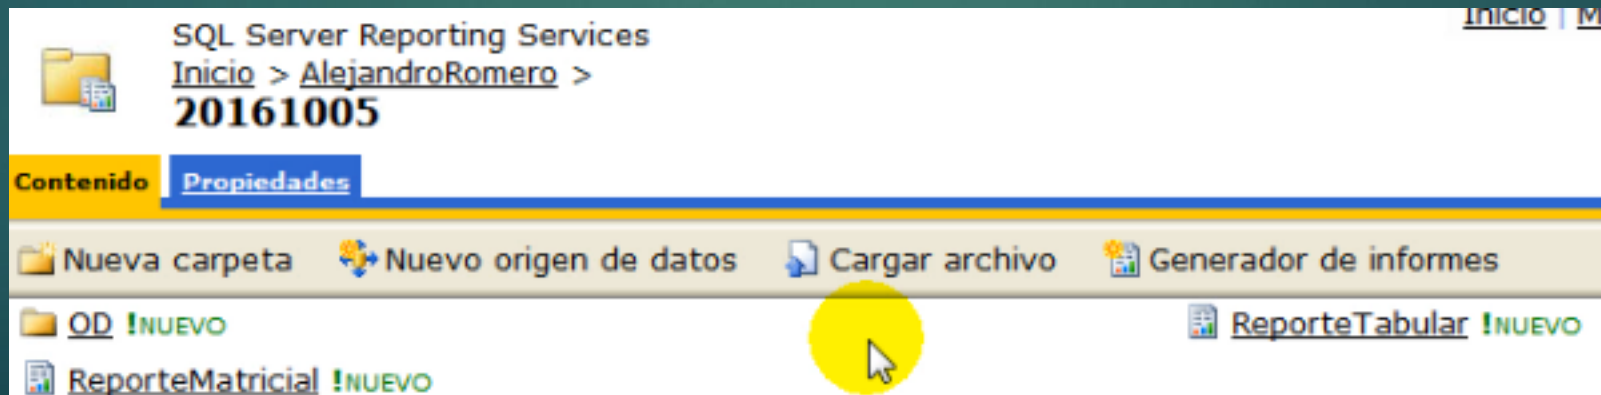 Inicio | M
SQL Server Reporting Services
Inicio > AlejandroRomero >
20161005
Contenido Propiedades
Nueva carpeta Nuevo origen de datos Cargar archivo Generador de informes
OD !NUEVO ReporteTabular !NUEVO
ReporteMatricial !NUEVO